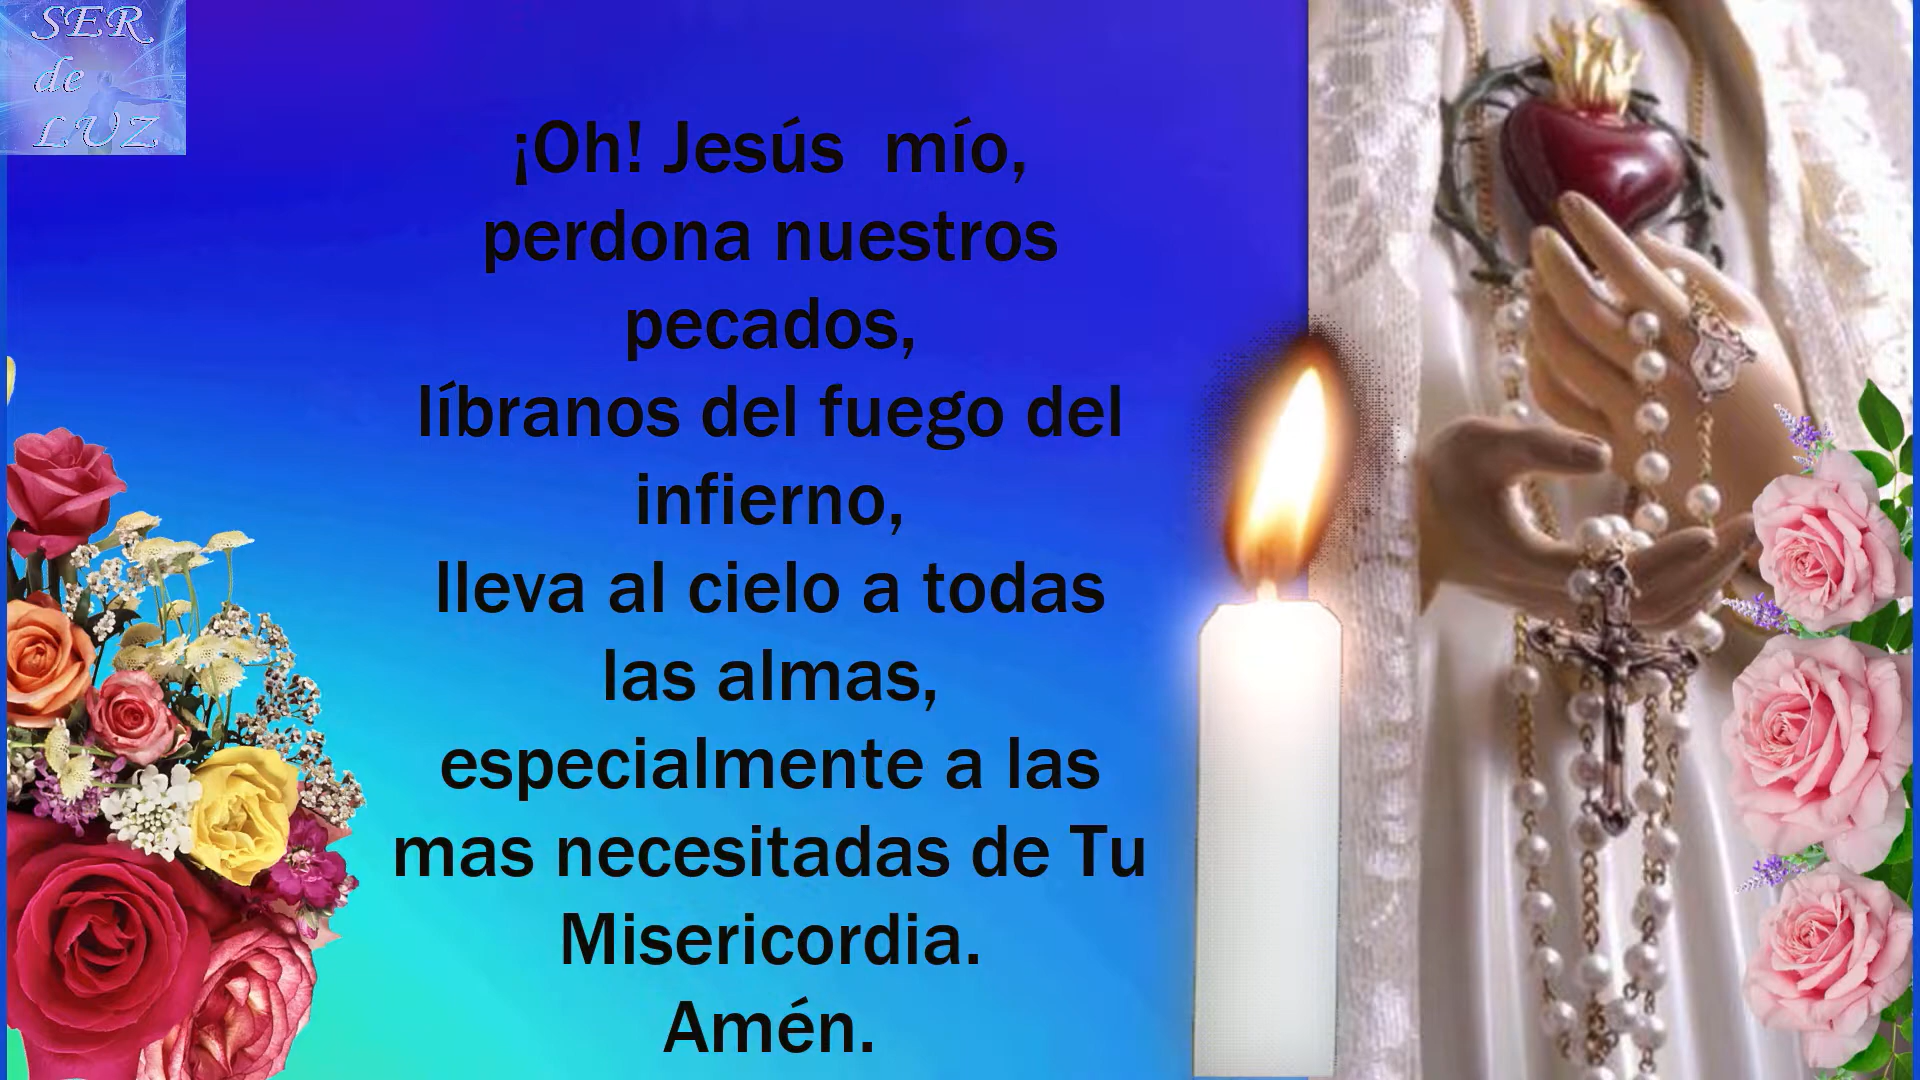 SER
de
LUZ
¡Oh! Jesús  mío,
perdona nuestros
pecados,
líbranos del fuego del
infierno,
lleva al cielo a todas
las almas,
especialmente a las
mas necesitadas de Tu
Misericordia.
Amén.